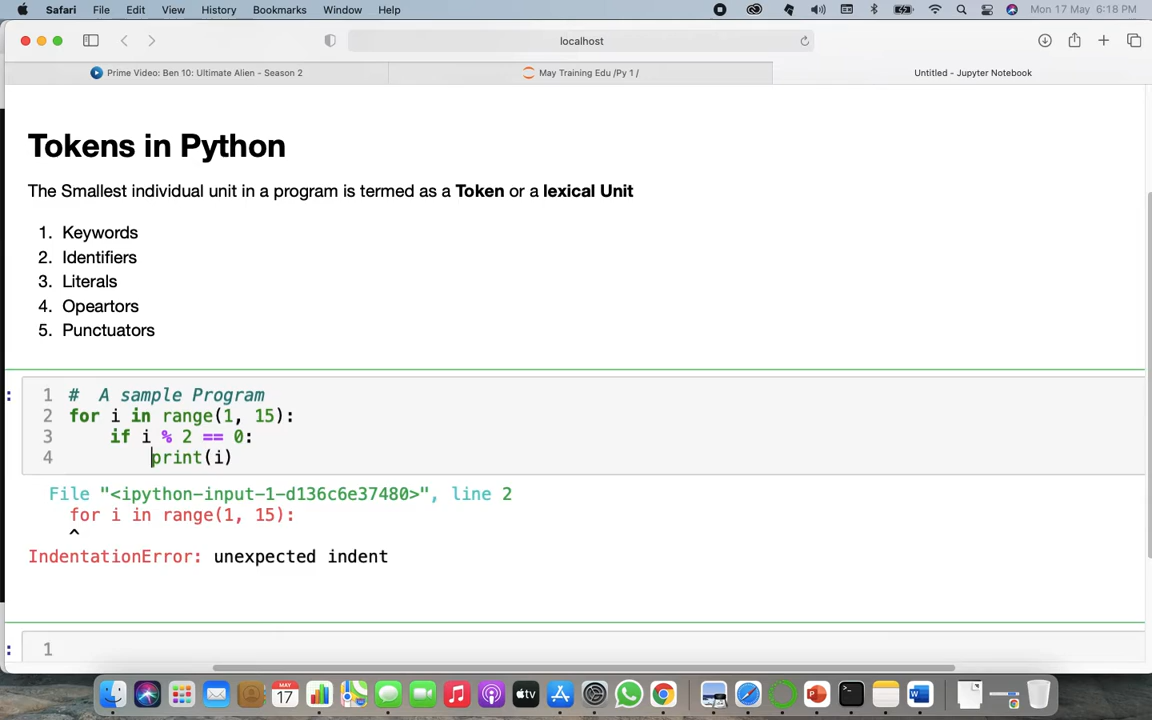 Safari File Edit View History Bookmarks Window Help Mon 17 May 6:18 PM
localhost
Prime Video: Ben 10: Ultimate Alien - Season 2
May Training Edu /Py 1 /
Untitled - Jupyter Notebook
Tokens in Python
The Smallest individual unit in a program is termed as a Token or a lexical Unit
1. Keywords
2. Identifiers
3. Literals
4. Opeartors
5. Punctuators
: 1 # A sample Program
2 for i in range(1, 15):
3 if i % 2 == 0:
4 print(i)
File "<ipython-input-1-d136c6e37480>", line 2
for i in range(1, 15):
^
IndentationError: unexpected indent
: 1
MAY
17
tv